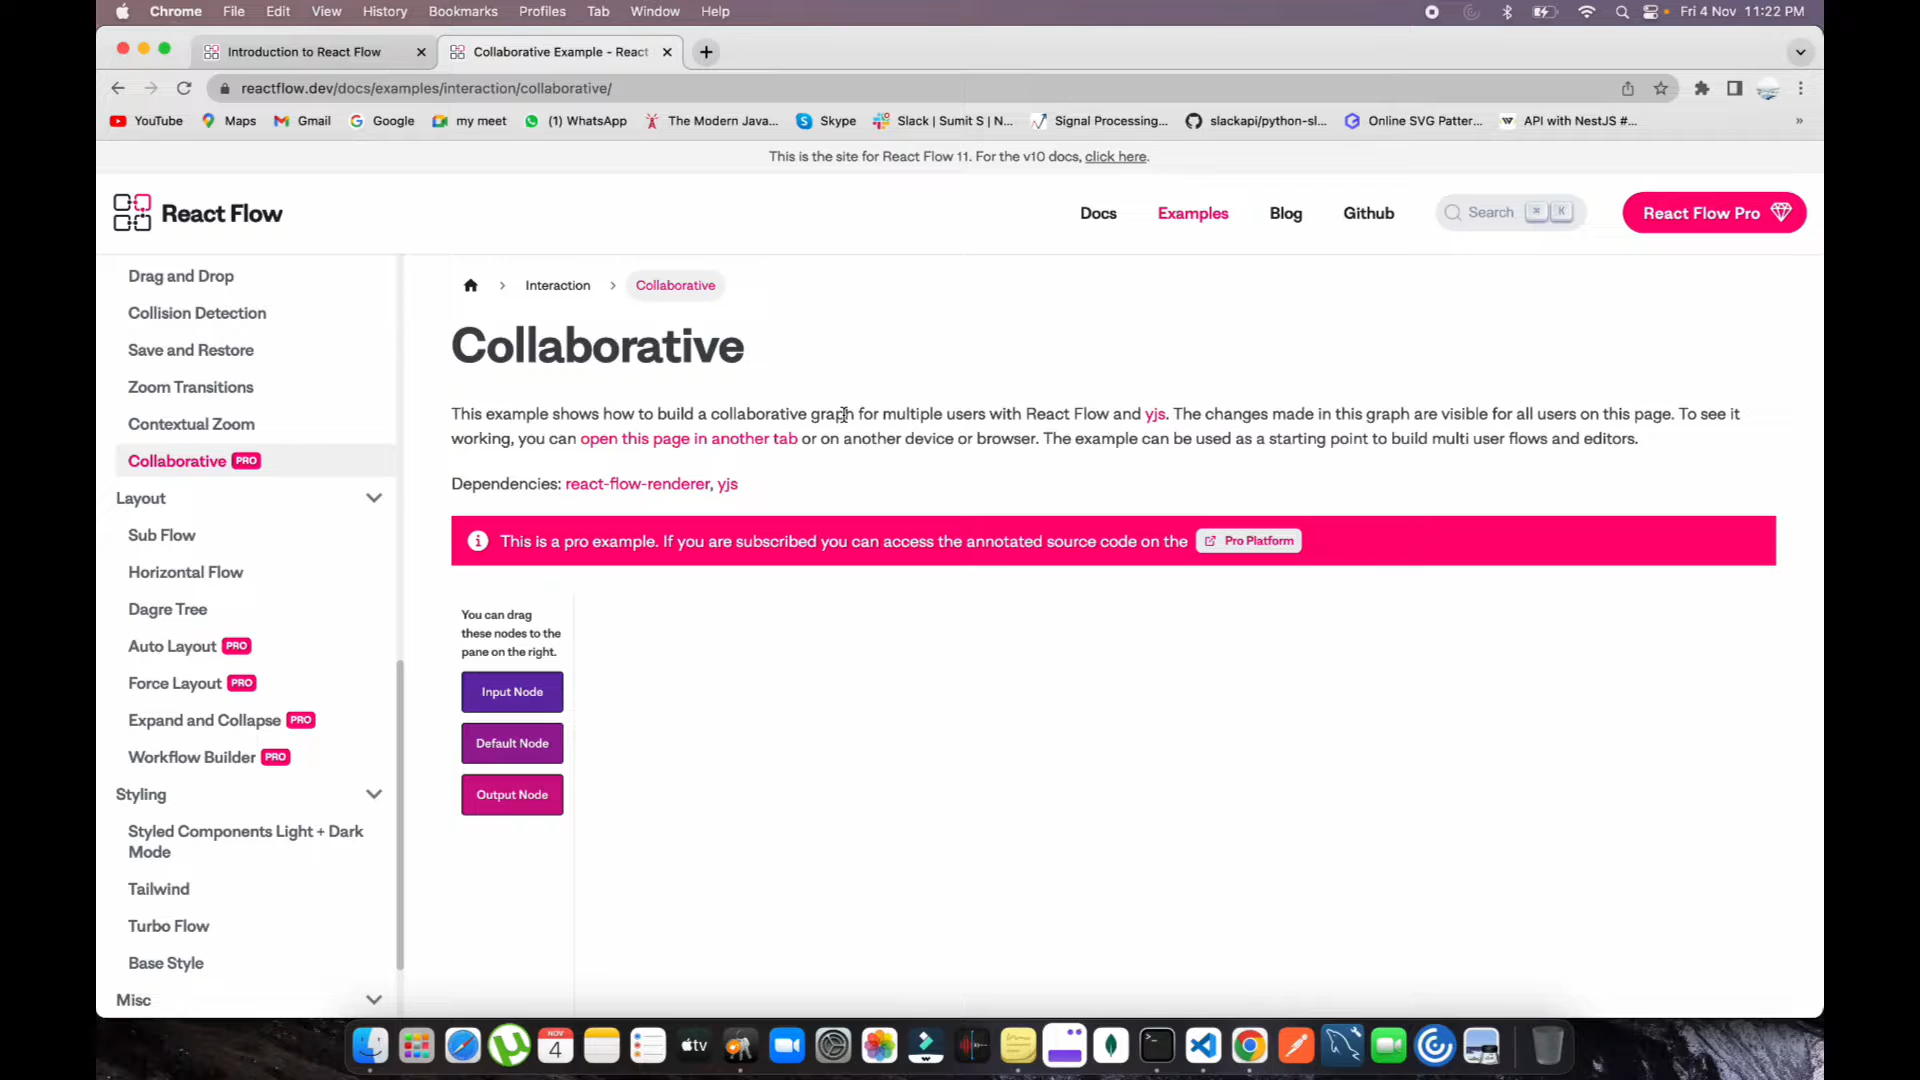 Chrome File Edit View History Bookmarks Profiles Tab Window Help Fri 4 Nov 11:22 PM
Introduction to React Flow Collaborative Example - React
reactflow.dev/docs/examples/interaction/collaborative/
YouTube Maps Gmail Google my meet (1) WhatsApp The Modern Java... Skype Slack | Sumit S | N... Signal Processing... slackapi/python-sl... Online SVG Patter... API with NestJS #... »
This is the site for React Flow 11. For the v10 docs, click here.
React Flow Docs Examples Blog Github Search ⌘ K React Flow Pro
Drag and Drop
Collision Detection
Save and Restore
Zoom Transitions
Contextual Zoom
Collaborative PRO
Layout
Sub Flow
Horizontal Flow
Dagre Tree
Auto Layout PRO
Force Layout PRO
Expand and Collapse PRO
Workflow Builder PRO
Styling
Styled Components Light + Dark
Mode
Tailwind
Turbo Flow
Base Style
Misc
Interaction Collaborative
Collaborative
This example shows how to build a collaborative graph for multiple users with React Flow and yjs. The changes made in this graph are visible for all users on this page. To see it
working, you can open this page in another tab or on another device or browser. The example can be used as a starting point to build multi user flows and editors.
Dependencies: react-flow-renderer, yjs
This is a pro example. If you are subscribed you can access the annotated source code on the Pro Platform
You can drag
these nodes to the
pane on the right.
Input Node
Default Node
Output Node
NOV
4
tv